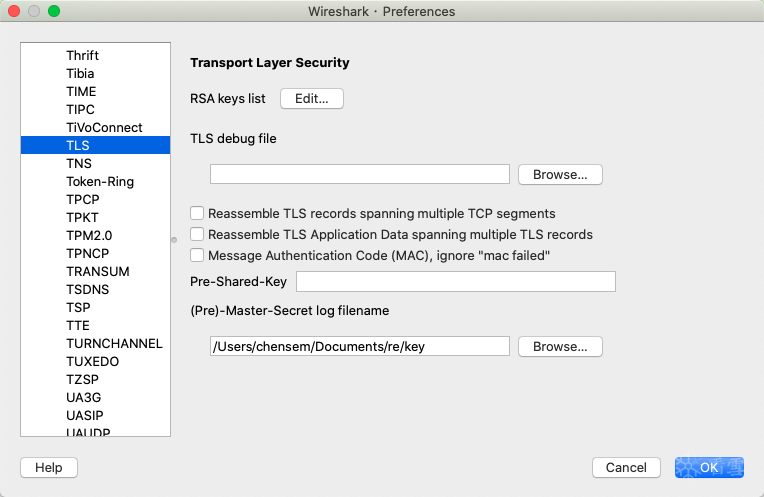 Wireshark · Preferences
Thrift
Tibia
TIME
TIPC
TiVoConnect
TLS
TNS
Token-Ring
TPCP
TPKT
TPM2.0
TPNCP
TRANSUM
TSDNS
TSP
TTE
TURNCHANNEL
TUXEDO
TZSP
UA3G
UASIP
UAUDP
Transport Layer Security
RSA keys list Edit...
TLS debug file
Browse...
Reassemble TLS records spanning multiple TCP segments
Reassemble TLS Application Data spanning multiple TLS records
Message Authentication Code (MAC), ignore "mac failed"
Pre-Shared-Key
(Pre)-Master-Secret log filename
/Users/chensem/Documents/re/key Browse...
Help Cancel OK